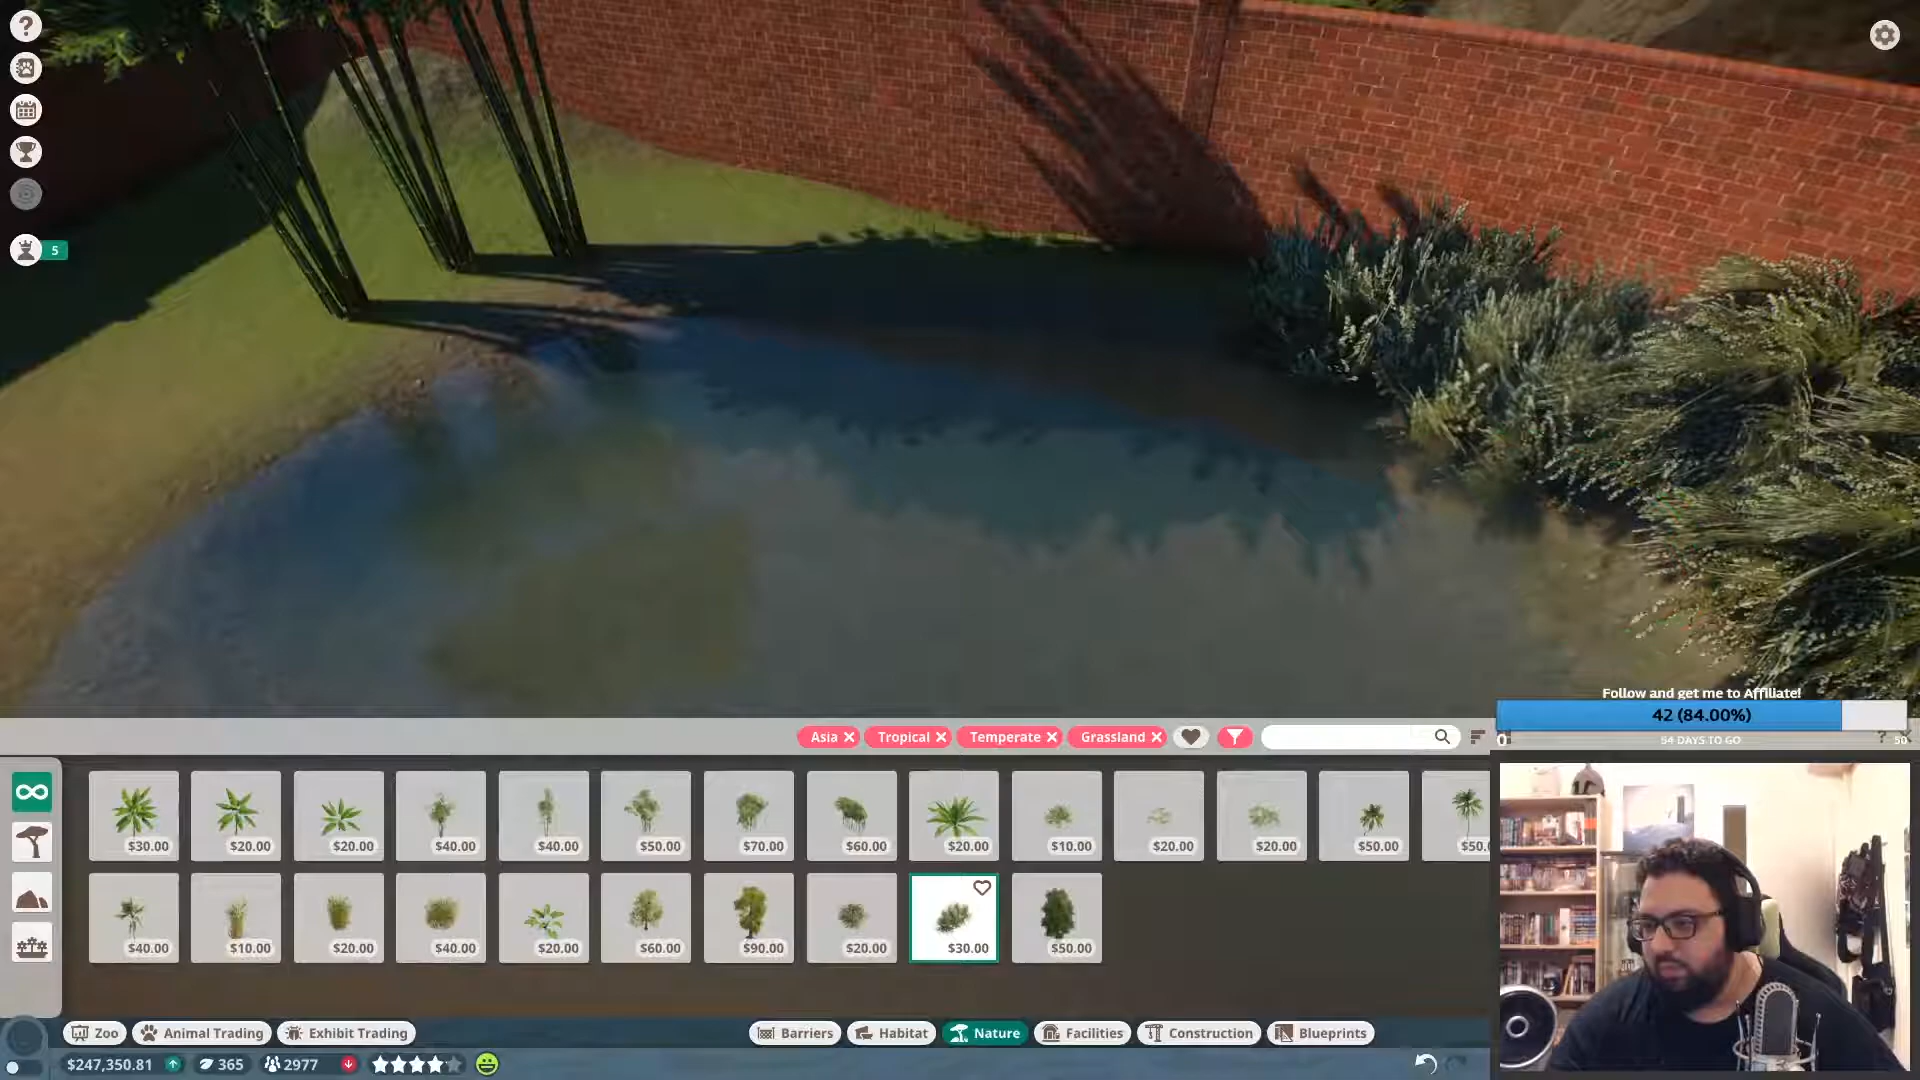 ?
5
Follow and get me to Affiliate!
42 (84.00%)
0 54 DAYS TO GO 50
Asia Tropical Temperate Grassland
$30.00 $20.00 $20.00 $40.00 $40.00 $50.00 $70.00 $60.00 $20.00 $10.00 $20.00 $20.00 $50.00 $50.
$40.00 $10.00 $20.00 $40.00 $20.00 $60.00 $90.00 $20.00 $30.00 $50.00
Zoo Animal Trading Exhibit Trading Barriers Habitat Nature Facilities Construction Blueprints
$247,350.81 365 2977